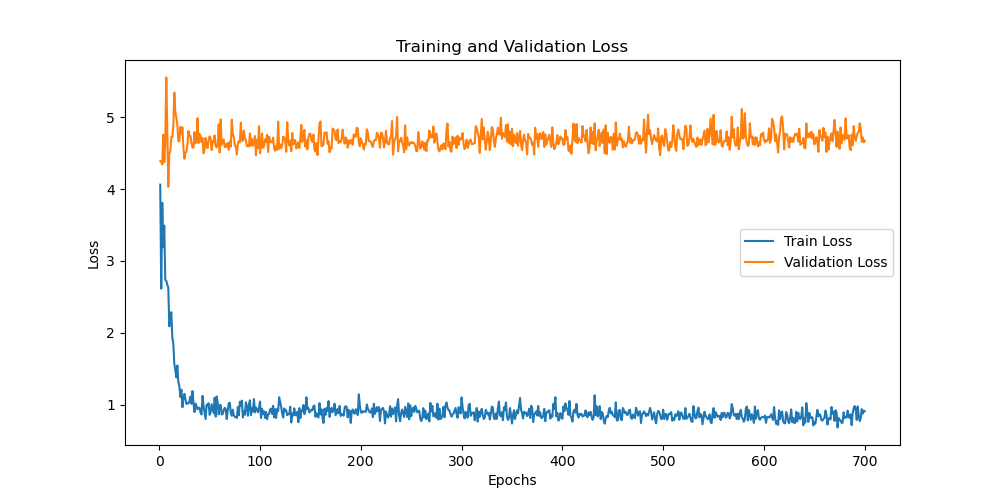 Training and Validation Loss
Loss
5
4
3
2
1
Train Loss
Validation Loss
0 100 200 300 400 500 600 700
Epochs